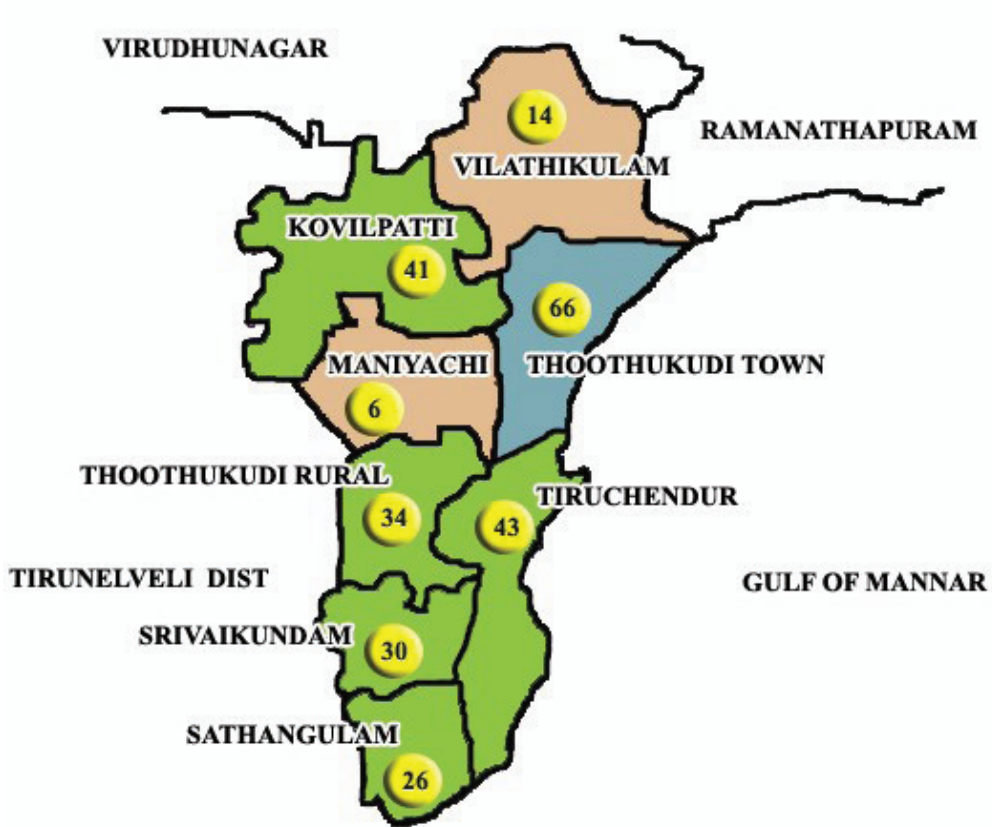 VIRUDHUNAGAR
14
RAMANATHAPURAM
VILATHIKULAM
KOVILPATTI
41
66
MANIYACHI
THOOTHUKUDI TOWN
6
THOOTHUKUDI RURAL
TIRUCHENDUR
34
43
TIRUNELVELI DIST
GULF OF MANNAR
SRIVAIKUNDAM
30
SATHANGULAM
26